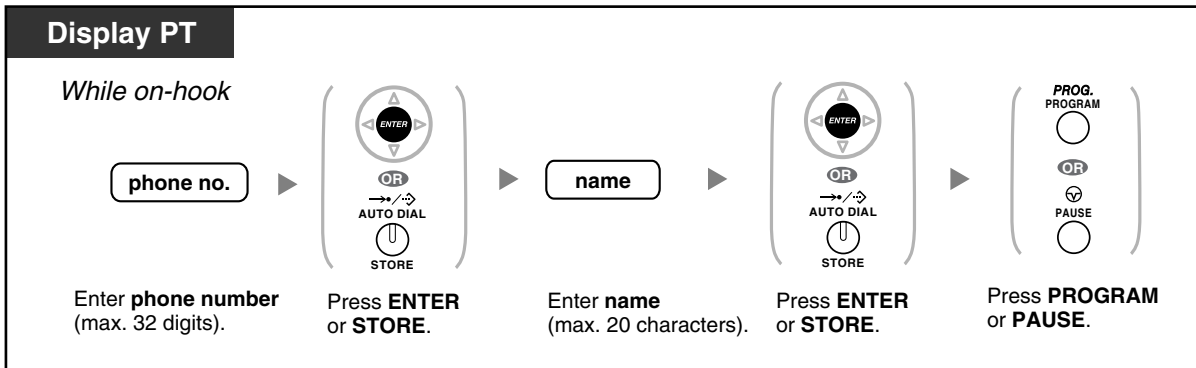 Display PT
While on-hook
phone no.
ENTER
OR
AUTO DIAL
STORE
name
ENTER
OR
AUTO DIAL
STORE
PROG.
PROGRAM
OR
PAUSE
Enter phone number
(max. 32 digits).
Press ENTER
or STORE.
Enter name
(max. 20 characters).
Press ENTER
or STORE.
Press PROGRAM
or PAUSE.